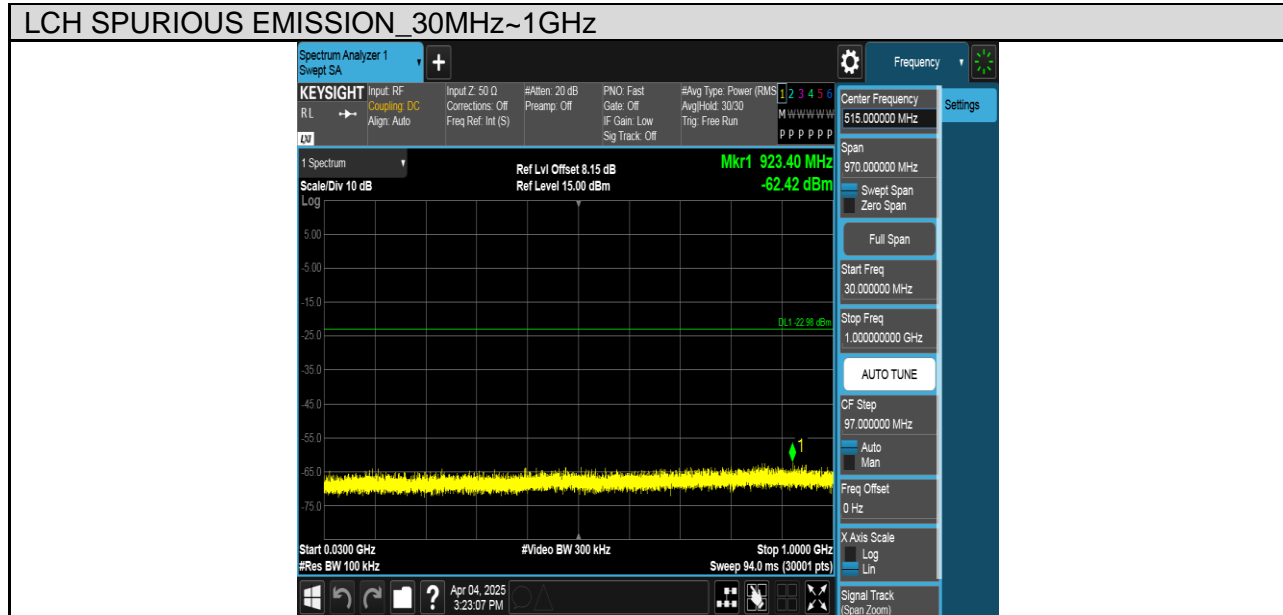 LCH SPURIOUS EMISSION_30MHz~1GHz
Spectrum Analyzer 1
Swept SA
+
Frequency
KEYSIGHT
RL
LXI
Input: RF
Coupling: DC
Align: Auto
Input Z: 50 Ω
Corrections: Off
Freq Ref: Int (S)
#Atten: 20 dB
Preamp: Off
PNO: Fast
Gate: Off
IF Gain: Low
Sig Track: Off
#Avg Type: Power (RMS
Avg|Hold: 30/30
Trig: Free Run
1 2 3 4 5 6
M W W W W W
P P P P P P
Center Frequency
515.000000 MHz
Settings
1 Spectrum
Ref Lvl Offset 8.15 dB
Mkr1 923.40 MHz
Scale/Div 10 dB
Ref Level 15.00 dBm
-62.42 dBm
Span
970.000000 MHz
Swept Span
Zero Span
Log
5.00
-5.00
-15.0
DL1 -22.98 dBm
-25.0
-35.0
-45.0
-55.0
1
-65.0
-75.0
Full Span
Start Freq
30.000000 MHz
Stop Freq
1.000000000 GHz
AUTO TUNE
CF Step
97.000000 MHz
Auto
Man
Freq Offset
0 Hz
X Axis Scale
Log
Lin
Signal Track
(Span Zoom)
Start 0.0300 GHz
#Video BW 300 kHz
Stop 1.0000 GHz
#Res BW 100 kHz
Sweep 94.0 ms (30001 pts)
?
Apr 04, 2025
3:23:07 PM